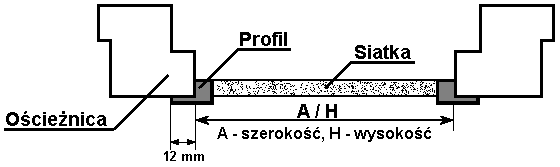 Profil
Siatka
Ościeżnica
A / H
A - szerokość, H - wysokość
12 mm